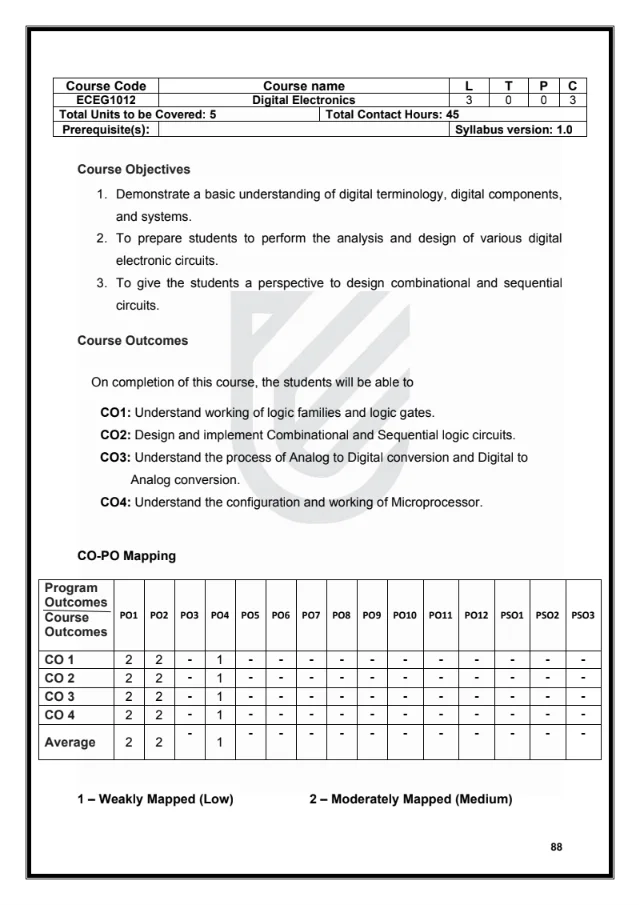 Course Code Course name L T P C
ECEG1012 Digital Electronics 3 0 0 3
Total Units to be Covered: 5 Total Contact Hours: 45
Prerequisite(s): Syllabus version: 1.0
Course Objectives
1. Demonstrate a basic understanding of digital terminology, digital components,
and systems.
2. To prepare students to perform the analysis and design of various digital
electronic circuits.
3. To give the students a perspective to design combinational and sequential
circuits.
Course Outcomes
On completion of this course, the students will be able to
CO1: Understand working of logic families and logic gates.
CO2: Design and implement Combinational and Sequential logic circuits.
CO3: Understand the process of Analog to Digital conversion and Digital to
Analog conversion.
CO4: Understand the configuration and working of Microprocessor.
CO-PO Mapping
Program
Outcomes
Course
Outcomes
PO1 PO2 PO3 PO4 PO5 PO6 PO7 PO8 PO9 PO10 PO11 PO12 PSO1 PSO2 PSO3
CO 1 2 2 - 1 - - - - - - - - - - -
CO 2 2 2 - 1 - - - - - - - - - - -
CO 3 2 2 - 1 - - - - - - - - - - -
CO 4 2 2 - 1 - - - - - - - - - - -
Average 2 2 - 1 - - - - - - - - - - -
1 – Weakly Mapped (Low) 2 – Moderately Mapped (Medium)
88